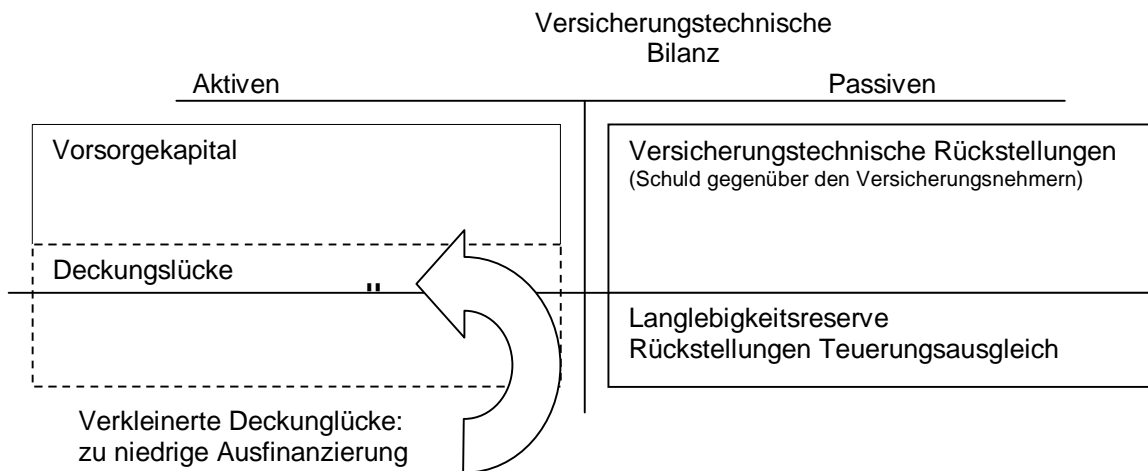 Versicherungstechnische
Bilanz
Aktiven
Passiven
Vorsorgekapital
Versicherungstechnische Rückstellungen
(Schuld gegenüber den Versicherungsnehmern)
Deckungslücke
Langlebigkeitsreserve
Rückstellungen Teuerungsausgleich
Verkleinerte Deckunglücke:
zu niedrige Ausfinanzierung